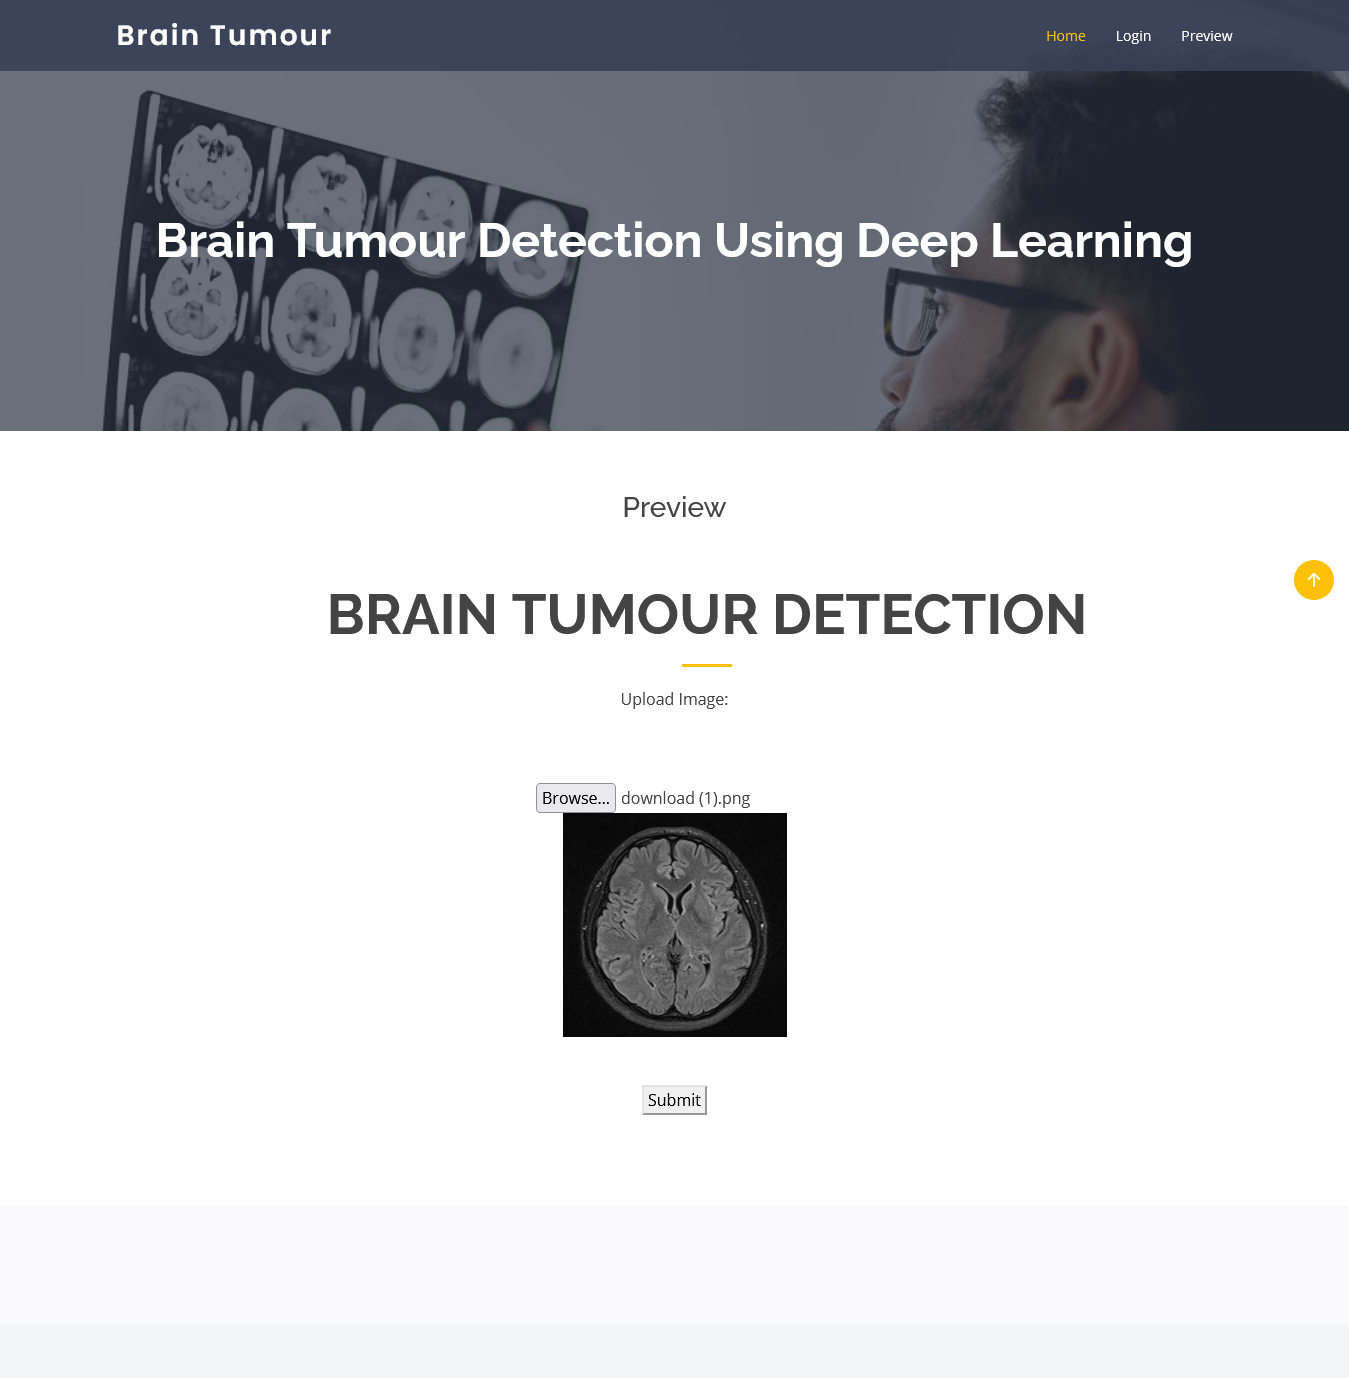 Brain Tumour
Home Login Preview
Brain Tumour Detection Using Deep Learning
Preview
BRAIN TUMOUR DETECTION
Upload Image:
Browse... download (1).png
Submit